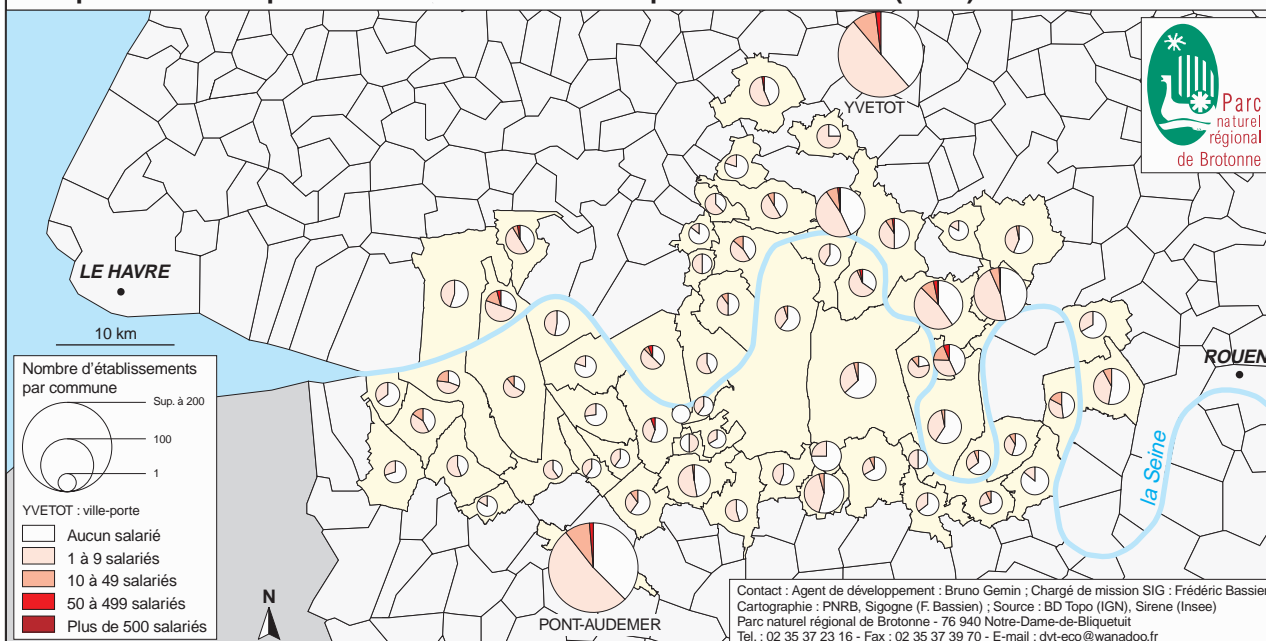 YVETOT
Parc
naturel
régional
de Brotonne
LE HAVRE
10 km
ROUEN
la Seine
Nombre d'établissements
par commune
Sup. à 200
100
1
YVETOT : ville-porte
Aucun salarié
1 à 9 salariés
10 à 49 salariés
50 à 499 salariés
Plus de 500 salariés
N
PONT-AUDEMER
Contact : Agent de développement : Bruno Gemin ; Chargé de mission SIG : Frédéric Bassien
Cartographie : PNRB, Sigogne (F. Bassien) ; Source : BD Topo (IGN), Sirene (Insee)
Parc naturel régional de Brotonne - 76 940 Notre-Dame-de-Bliquetuit
Tel. : 02 35 37 23 16 - Fax : 02 35 37 39 70 - E-mail : dvt-eco@wanadoo.fr